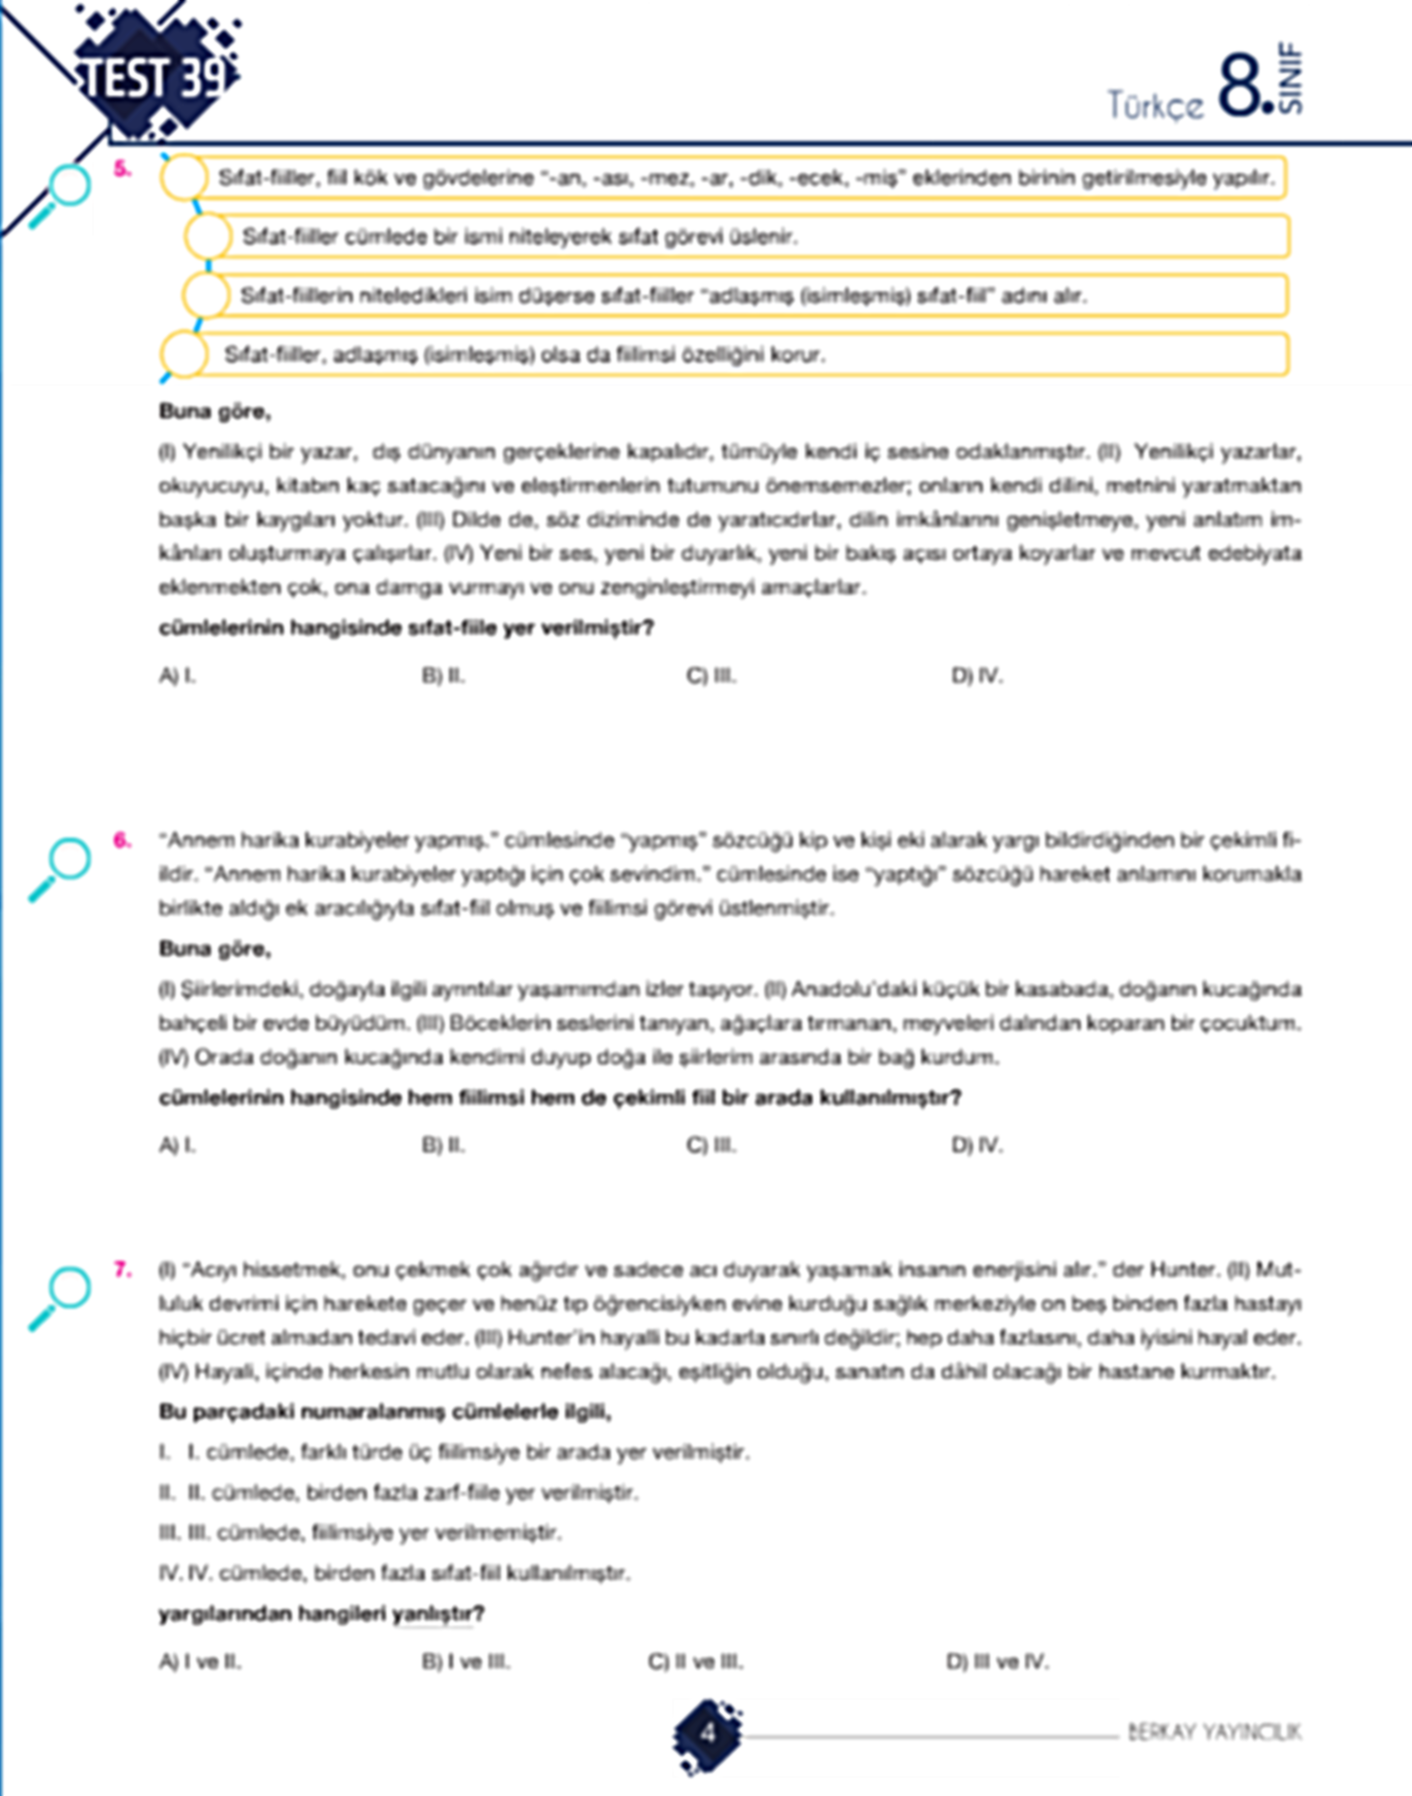 TEST 39
Türkçe 8. SINIF
5.
Sıfat-fiiller, fiil kök ve gövdelerine “-an, -ası, -mez, -ar, -dik, -ecek, -miş” eklerinden birinin getirilmesiyle yapılır.
Sıfat-fiiller cümlede bir ismi niteleyerek sıfat görevi üslenir.
Sıfat-fiillerin niteledikleri isim düşerse sıfat-fiiller “adlaşmış (isimleşmiş) sıfat-fiil” adını alır.
Sıfat-fiiller, adlaşmış (isimleşmiş) olsa da fiilimsi özelliğini korur.
Buna göre,
(I) Yenilikçi bir yazar, dış dünyanın gerçeklerine kapalıdır, tümüyle kendi iç sesine odaklanmıştır. (II) Yenilikçi yazarlar,
okuyucuyu, kitabın kaç satacağını ve eleştirmenlerin tutumunu önemsemezler; onların kendi dilini, metnini yaratmaktan
başka bir kaygıları yoktur. (III) Dilde de, söz diziminde de yaratıcıdırlar, dilin imkânlarını genişletmeye, yeni anlatım im-
kânları oluşturmaya çalışırlar. (IV) Yeni bir ses, yeni bir duyarlık, yeni bir bakış açısı ortaya koyarlar ve mevcut edebiyata
eklenmekten çok, ona damga vurmayı ve onu zenginleştirmeyi amaçlarlar.
cümlelerinin hangisinde sıfat-fiile yer verilmiştir?
A) I. B) II. C) III. D) IV.
6. “Annem harika kurabiyeler yapmış.” cümlesinde “yapmış” sözcüğü kip ve kişi eki alarak yargı bildirdiğinden bir çekimli fi-
ildir. “Annem harika kurabiyeler yaptığı için çok sevindim.” cümlesinde ise “yaptığı” sözcüğü hareket anlamını korumakla
birlikte aldığı ek aracılığıyla sıfat-fiil olmuş ve fiilimsi görevi üstlenmiştir.
Buna göre,
(I) Şiirlerimdeki, doğayla ilgili ayrıntılar yaşamımdan izler taşıyor. (II) Anadolu’daki küçük bir kasabada, doğanın kucağında
bahçeli bir evde büyüdüm. (III) Böceklerin seslerini tanıyan, ağaçlara tırmanan, meyveleri dalından koparan bir çocuktum.
(IV) Orada doğanın kucağında kendimi duyup doğa ile şiirlerim arasında bir bağ kurdum.
cümlelerinin hangisinde hem fiilimsi hem de çekimli fiil bir arada kullanılmıştır?
A) I. B) II. C) III. D) IV.
7. (I) “Acıyı hissetmek, onu çekmek çok ağırdır ve sadece acı duyarak yaşamak insanın enerjisini alır.” der Hunter. (II) Mut-
luluk devrimi için harekete geçer ve henüz tıp öğrencisiyken evine kurduğu sağlık merkeziyle on beş binden fazla hastayı
hiçbir ücret almadan tedavi eder. (III) Hunter’in hayalli bu kadarla sınırlı değildir; hep daha fazlasını, daha iyisini hayal eder.
(IV) Hayali, içinde herkesin mutlu olarak nefes alacağı, eşitliğin olduğu, sanatın da dâhil olacağı bir hastane kurmaktır.
Bu parçadaki numaralanmış cümlelerle ilgili,
I. I. cümlede, farklı türde üç fiilimsiye bir arada yer verilmiştir.
II. II. cümlede, birden fazla zarf-fiile yer verilmiştir.
III. III. cümlede, fiilimsiye yer verilmemiştir.
IV. IV. cümlede, birden fazla sıfat-fiil kullanılmıştır.
yargılarından hangileri yanlıştır?
A) I ve II. B) I ve III. C) II ve III. D) III ve IV.
4
BERKAY YAYINCILIK